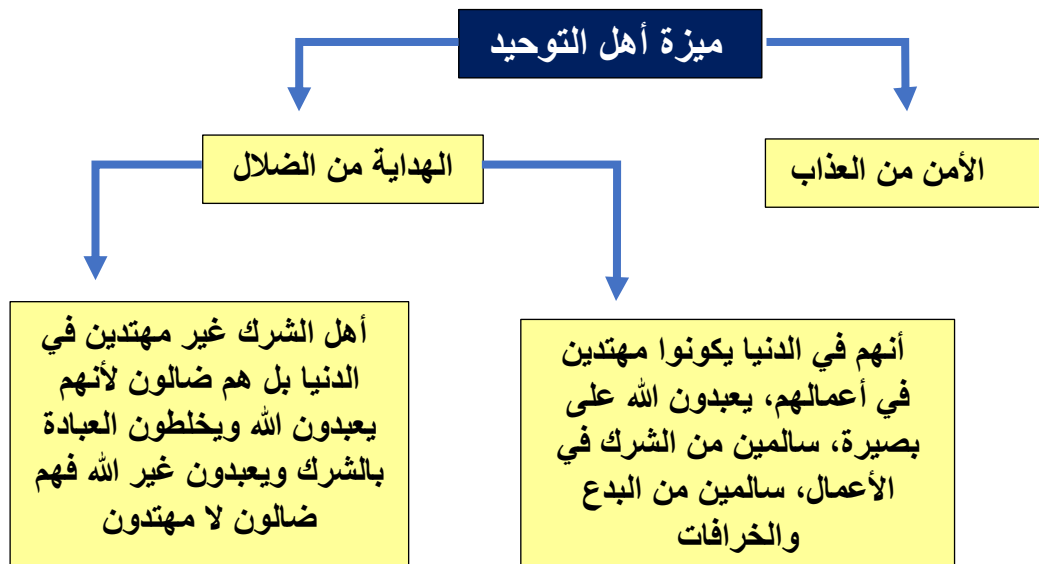 ميزة أهل التوحيد
الأمن من العذاب
الهداية من الضلال
أنهم في الدنيا يكونوا مهتدين
في أعمالهم، يعبدون الله على
بصيرة، سالمين من الشرك في
الأعمال، سالمين من البدع
والخرافات
أهل الشرك غير مهتدين في
الدنيا بل هم ضالون لأنهم
يعبدون الله ويخلطون العبادة
بالشرك ويعبدون غير الله فهم
ضالون لا مهتدون